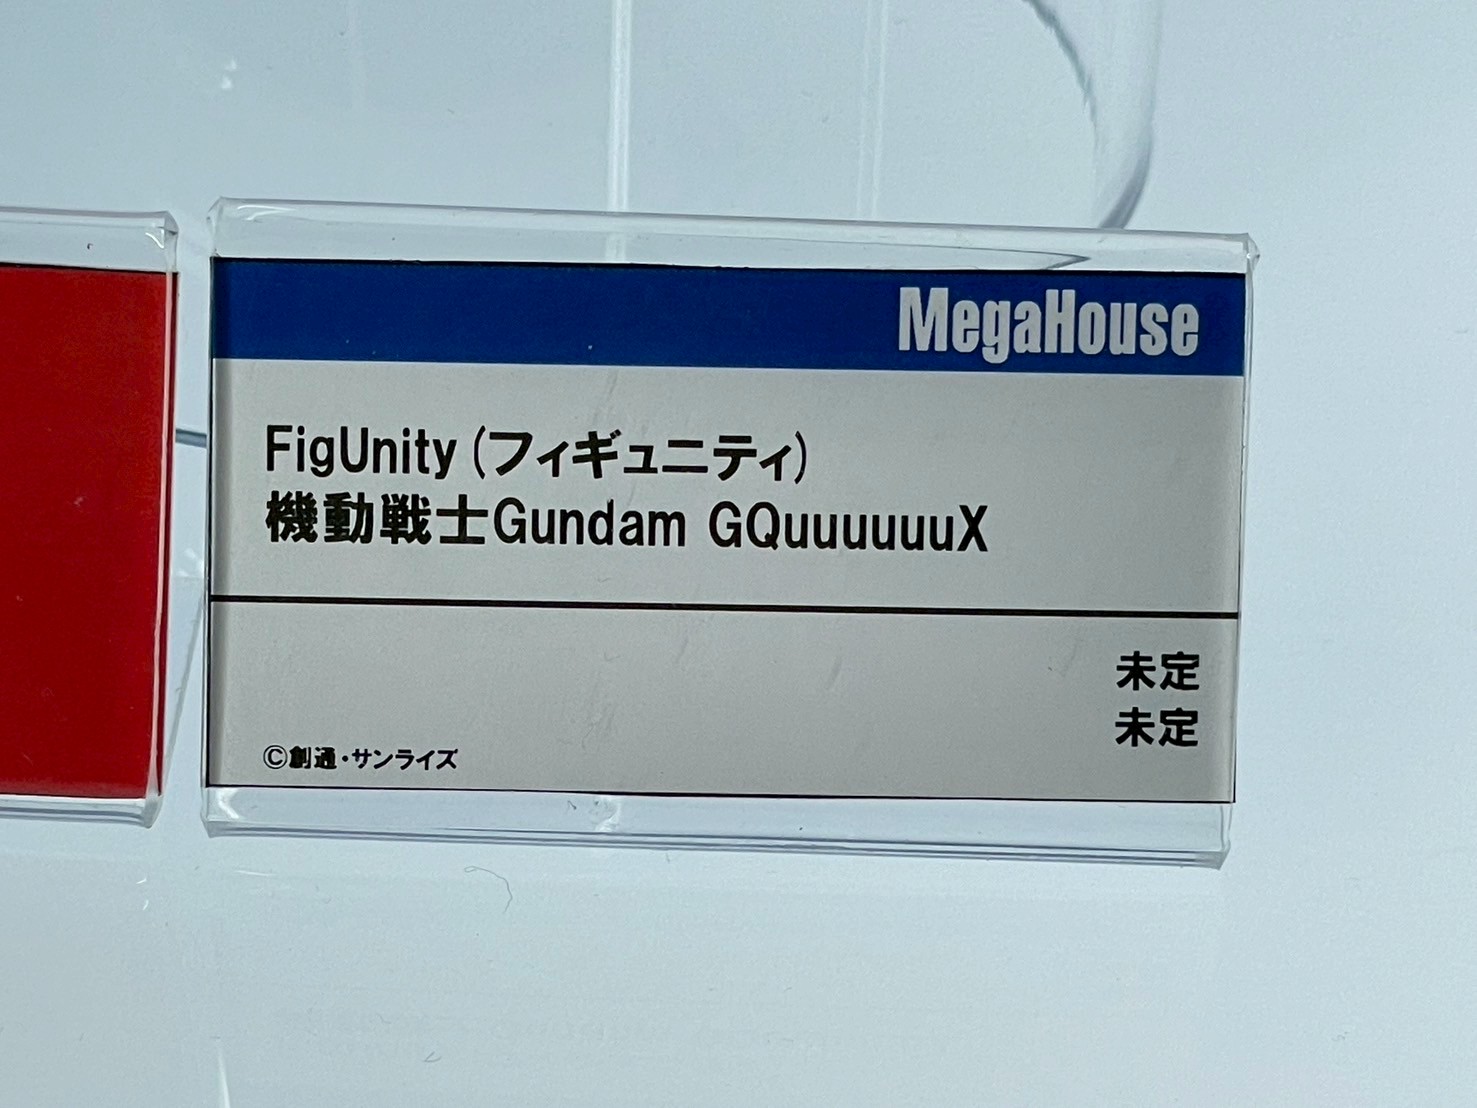 MegaHouse
FigUnity (フィギュニティ)
機動戦士Gundam GQuuuuuuX
未定
未定
©創通・サンライズ